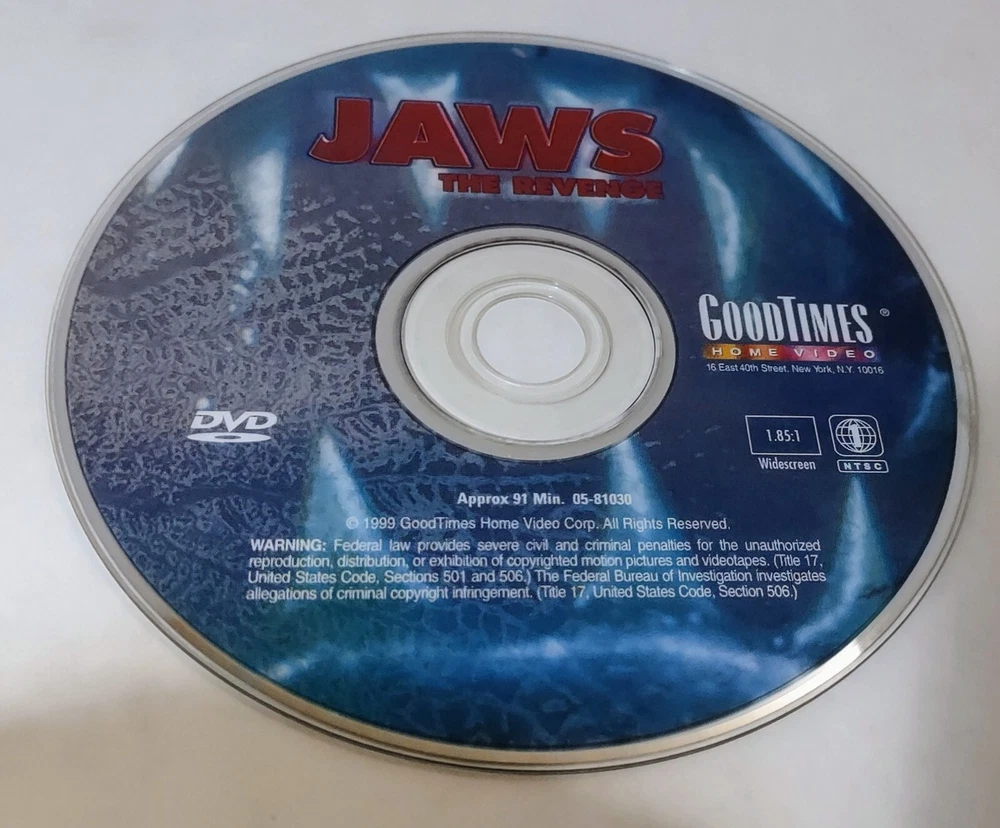 JAWS
THE REVENGE
GOODTIMES ®
HOME VIDEO
16 East 40th Street, New York, N.Y. 10016
DVD
1.85:1
Widescreen
1
NTSC
Approx 91 Min. 05-81030
© 1999 GoodTimes Home Video Corp. All Rights Reserved.
WARNING: Federal law provides severe civil and criminal penalties for the unauthorized
reproduction, distribution, or exhibition of copyrighted motion pictures and videotapes. (Title 17,
United States Code, Sections 501 and 506.) The Federal Bureau of Investigation investigates
allegations of criminal copyright infringement. (Title 17, United States Code, Section 506.)